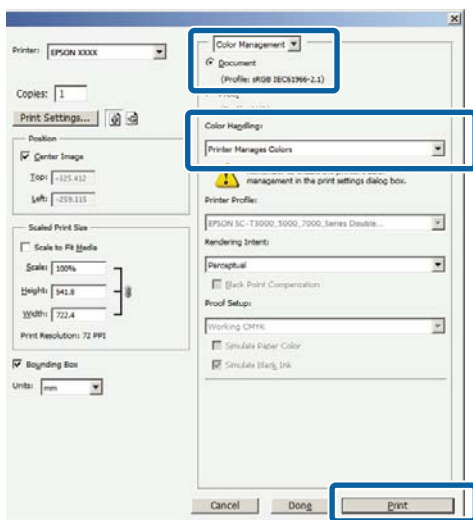 Printer: EPSON XXXX
Copies: 1
Print Settings...
Position
Center Image
Top: -125.412
Left: -259.115
Scaled Print Size
Scale to Fit Media
Scale: 100%
Height: 541.8
Width: 722.4
Print Resolution: 72 PPI
Bounding Box
Units: mm
Color Management
Document
(Profile: sRGB IEC61966-2.1)
Color Handling:
Printer Manages Colors
management in the print settings dialog box.
Printer Profile:
EPSON SC-T3000_5000_7000_Series Double...
Rendering Intent:
Perceptual
Black Point Compensation
Proof Setup:
Working CMYK
Simulate Paper Color
Simulate Black Ink
Cancel
Done
Print